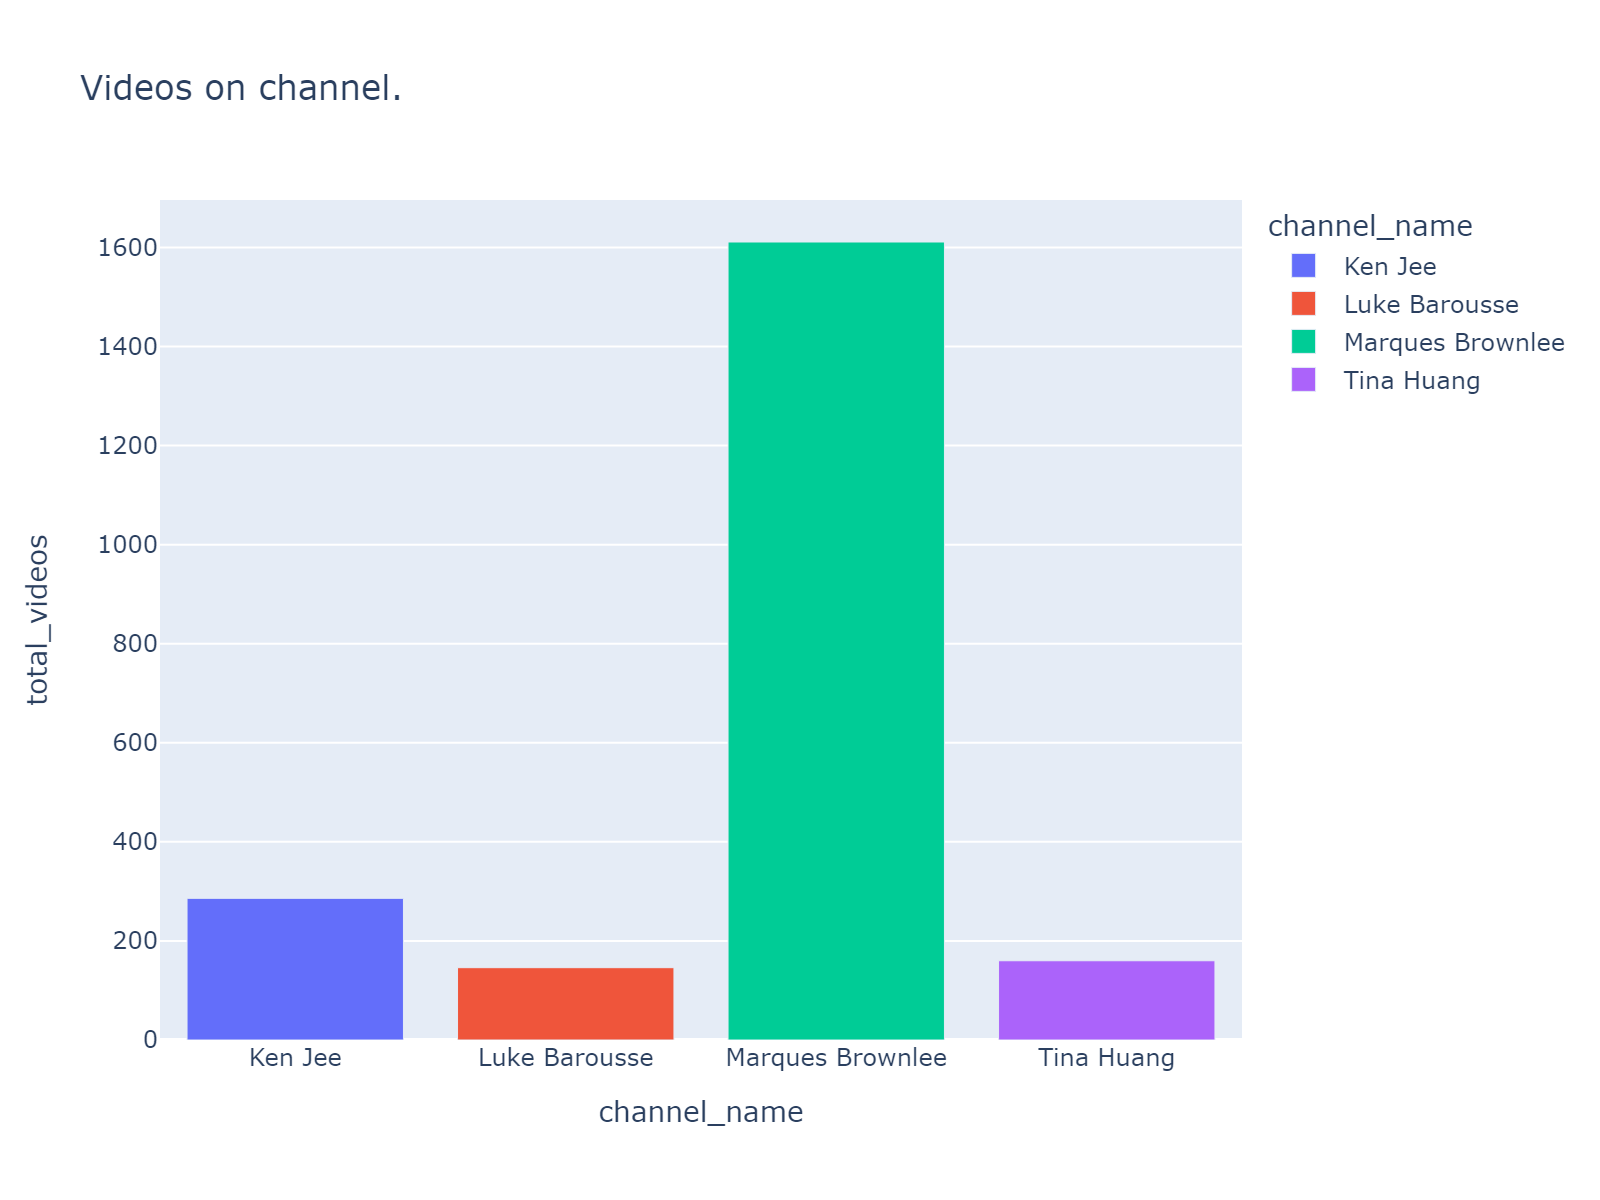 Videos on channel.
total_videos
1600
1400
1200
1000
800
600
400
200
0
Ken Jee
Luke Barousse
Marques Brownlee
Tina Huang
channel_name
channel_name
Ken Jee
Luke Barousse
Marques Brownlee
Tina Huang